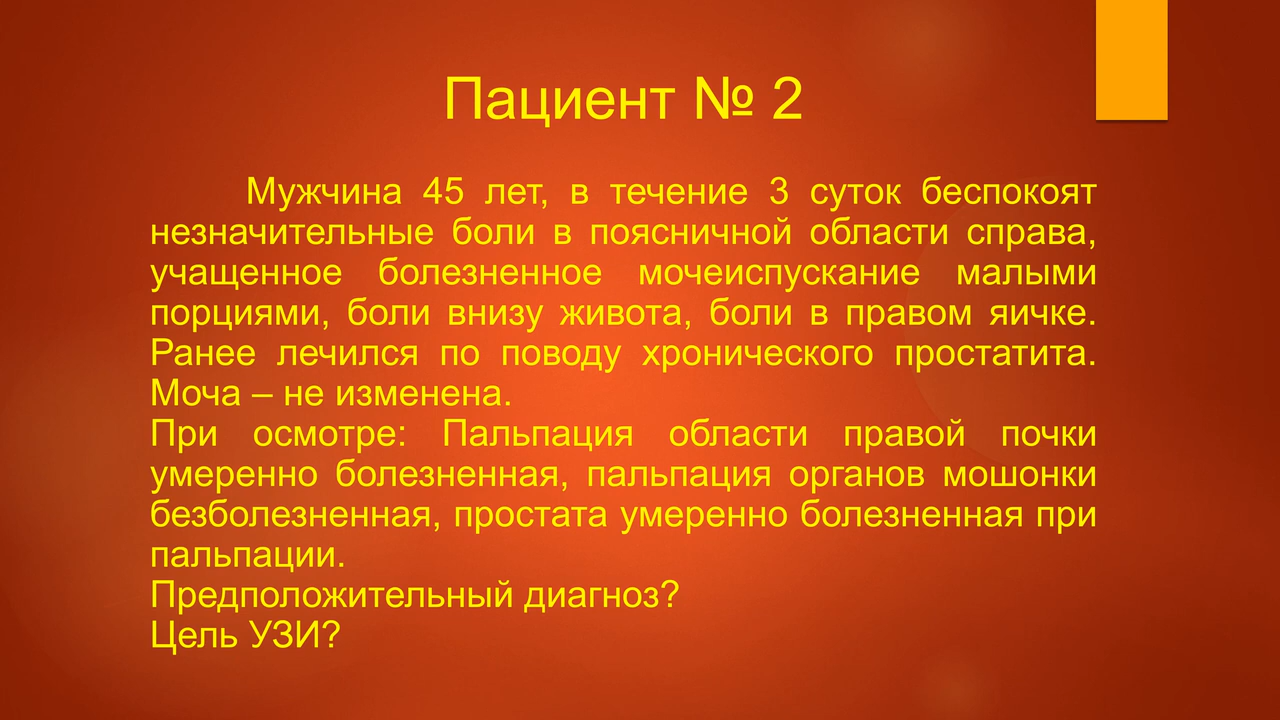 Пациент № 2
Мужчина 45 лет, в течение 3 суток беспокоят
незначительные боли в поясничной области справа,
учащенное болезненное мочеиспускание малыми
порциями, боли внизу живота, боли в правом яичке.
Ранее лечился по поводу хронического простатита.
Моча – не изменена.
При осмотре: Пальпация области правой почки
умеренно болезненная, пальпация органов мошонки
безболезненная, простата умеренно болезненная при
пальпации.
Предположительный диагноз?
Цель УЗИ?